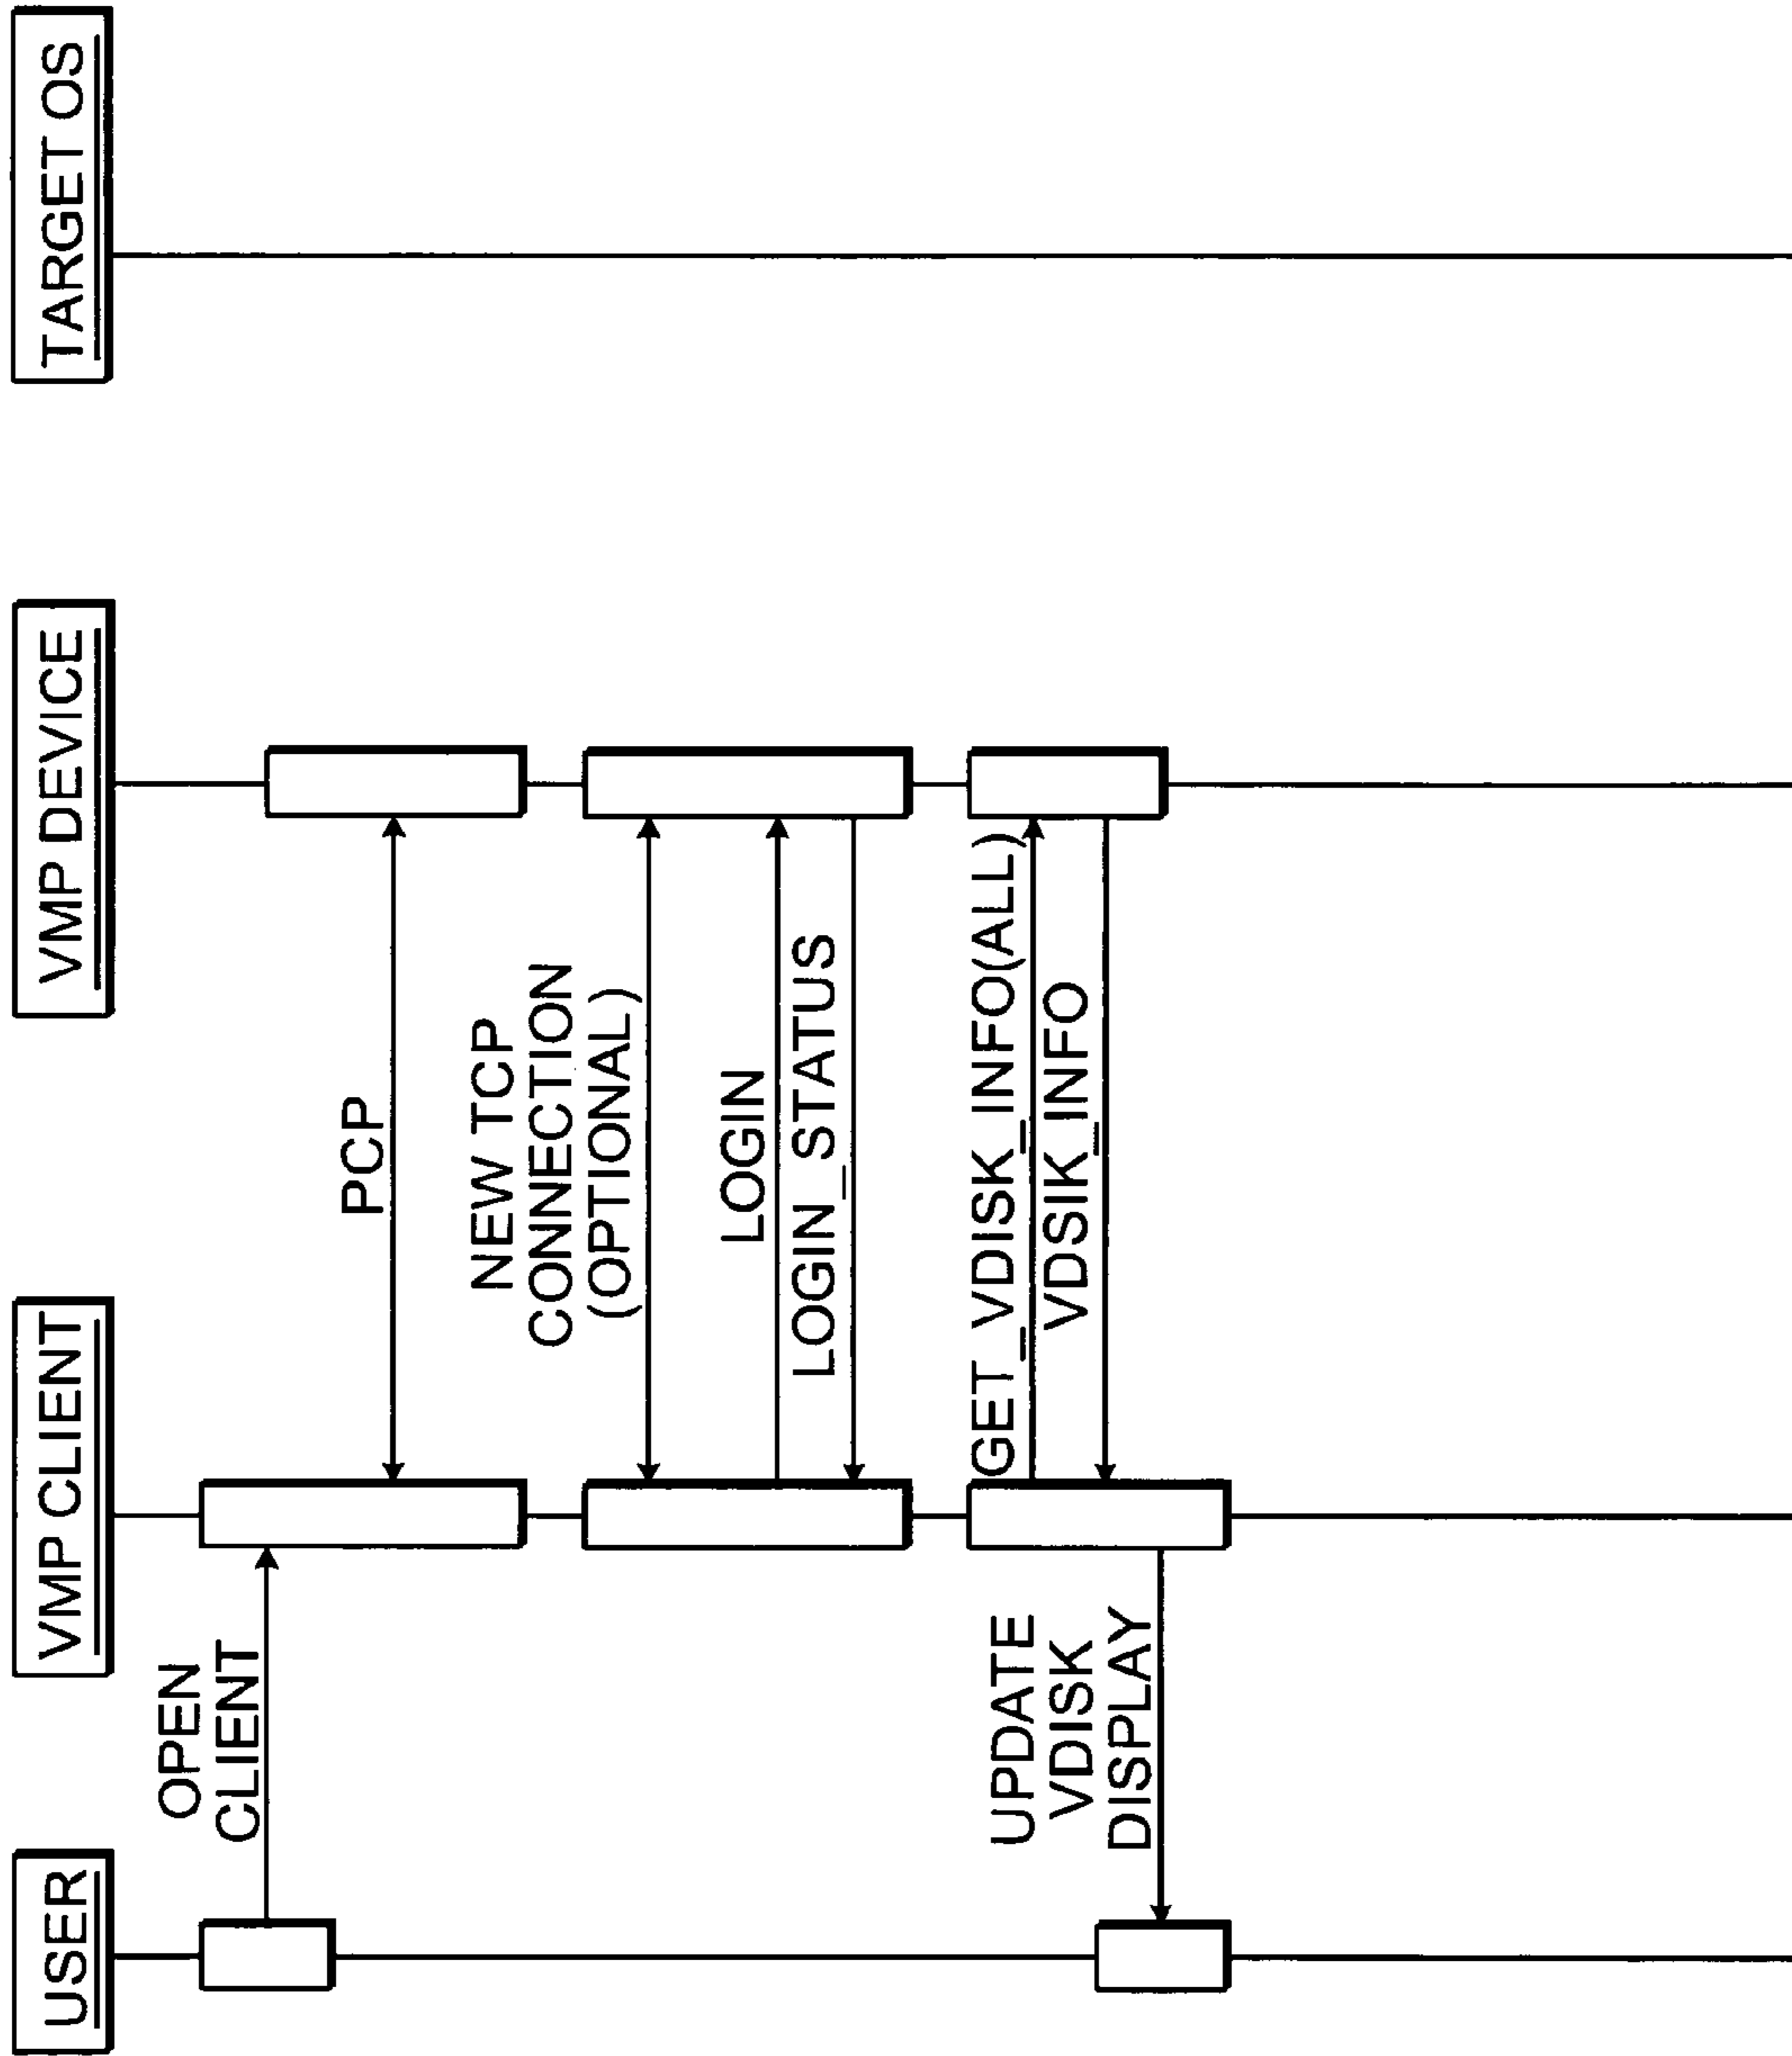 USER
VMP CLIENT
VMP DEVICE
TARGET OS
OPEN
CLIENT
PCP
NEW TCP
CONNECTION
(OPTIONAL)
LOGIN
LOGIN_STATUS
GET_VDISK_INFO(ALL)
VDSIK_INFO
UPDATE
VDISK
DISPLAY